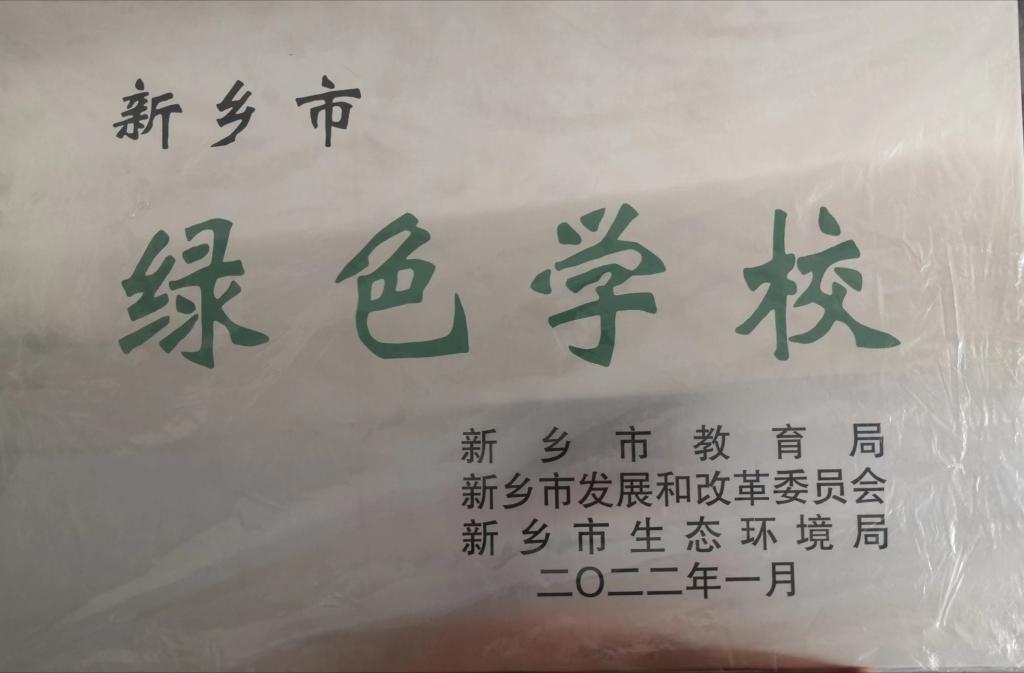 新乡市
绿色学校
新乡市教育局
新乡市发展和改革委员会
新乡市生态环境局
二〇二二年一月